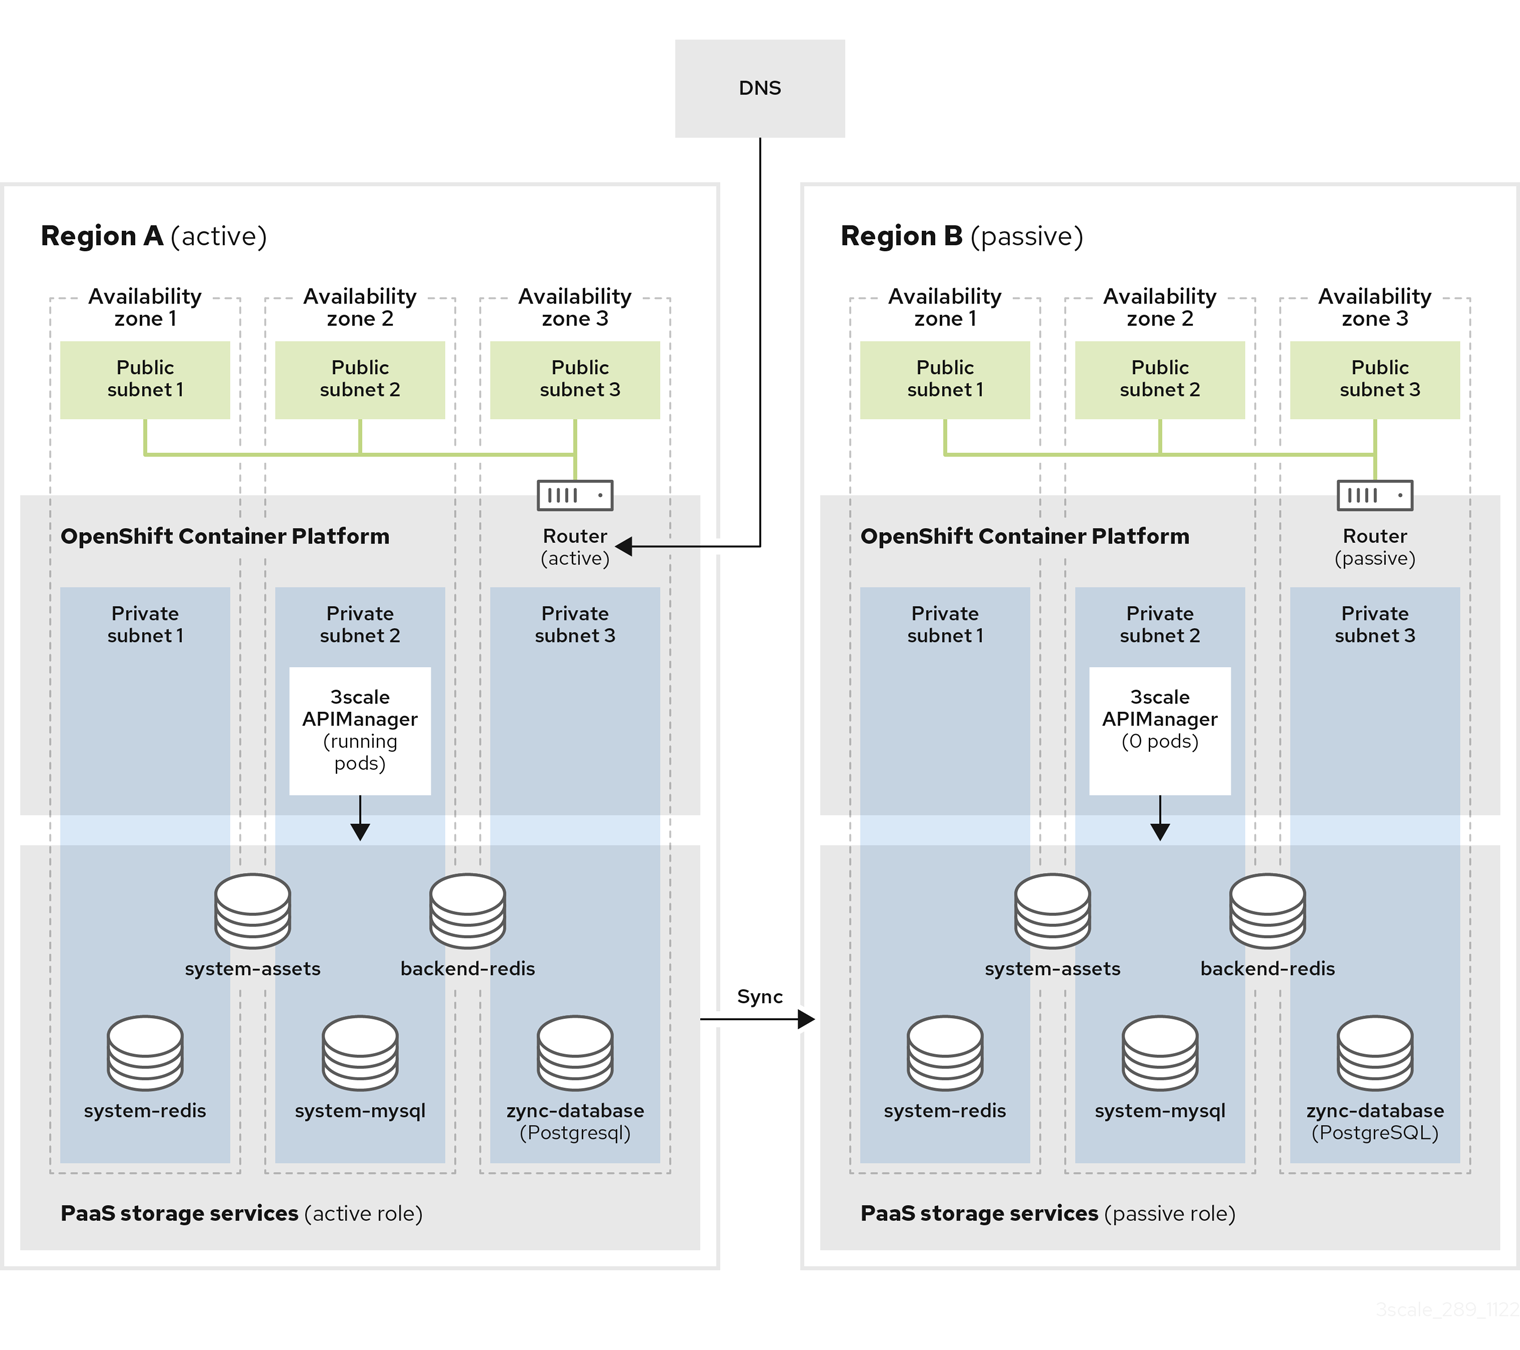 DNS
Region A (active)
Availability
zone 1
Availability
zone 2
Availability
zone 3
Public
subnet 1
Public
subnet 2
Public
subnet 3
OpenShift Container Platform
Router
(active)
Private
subnet 1
Private
subnet 2
Private
subnet 3
3scale
APIManager
(running
pods)
system-assets
backend-redis
system-redis
system-mysql
zync-database
(Postgresql)
PaaS storage services (active role)
Sync
Region B (passive)
Availability
zone 1
Availability
zone 2
Availability
zone 3
Public
subnet 1
Public
subnet 2
Public
subnet 3
OpenShift Container Platform
Router
(passive)
Private
subnet 1
Private
subnet 2
Private
subnet 3
3scale
APIManager
(0 pods)
system-assets
backend-redis
system-redis
system-mysql
zync-database
(PostgreSQL)
PaaS storage services (passive role)
3scale_289_1122